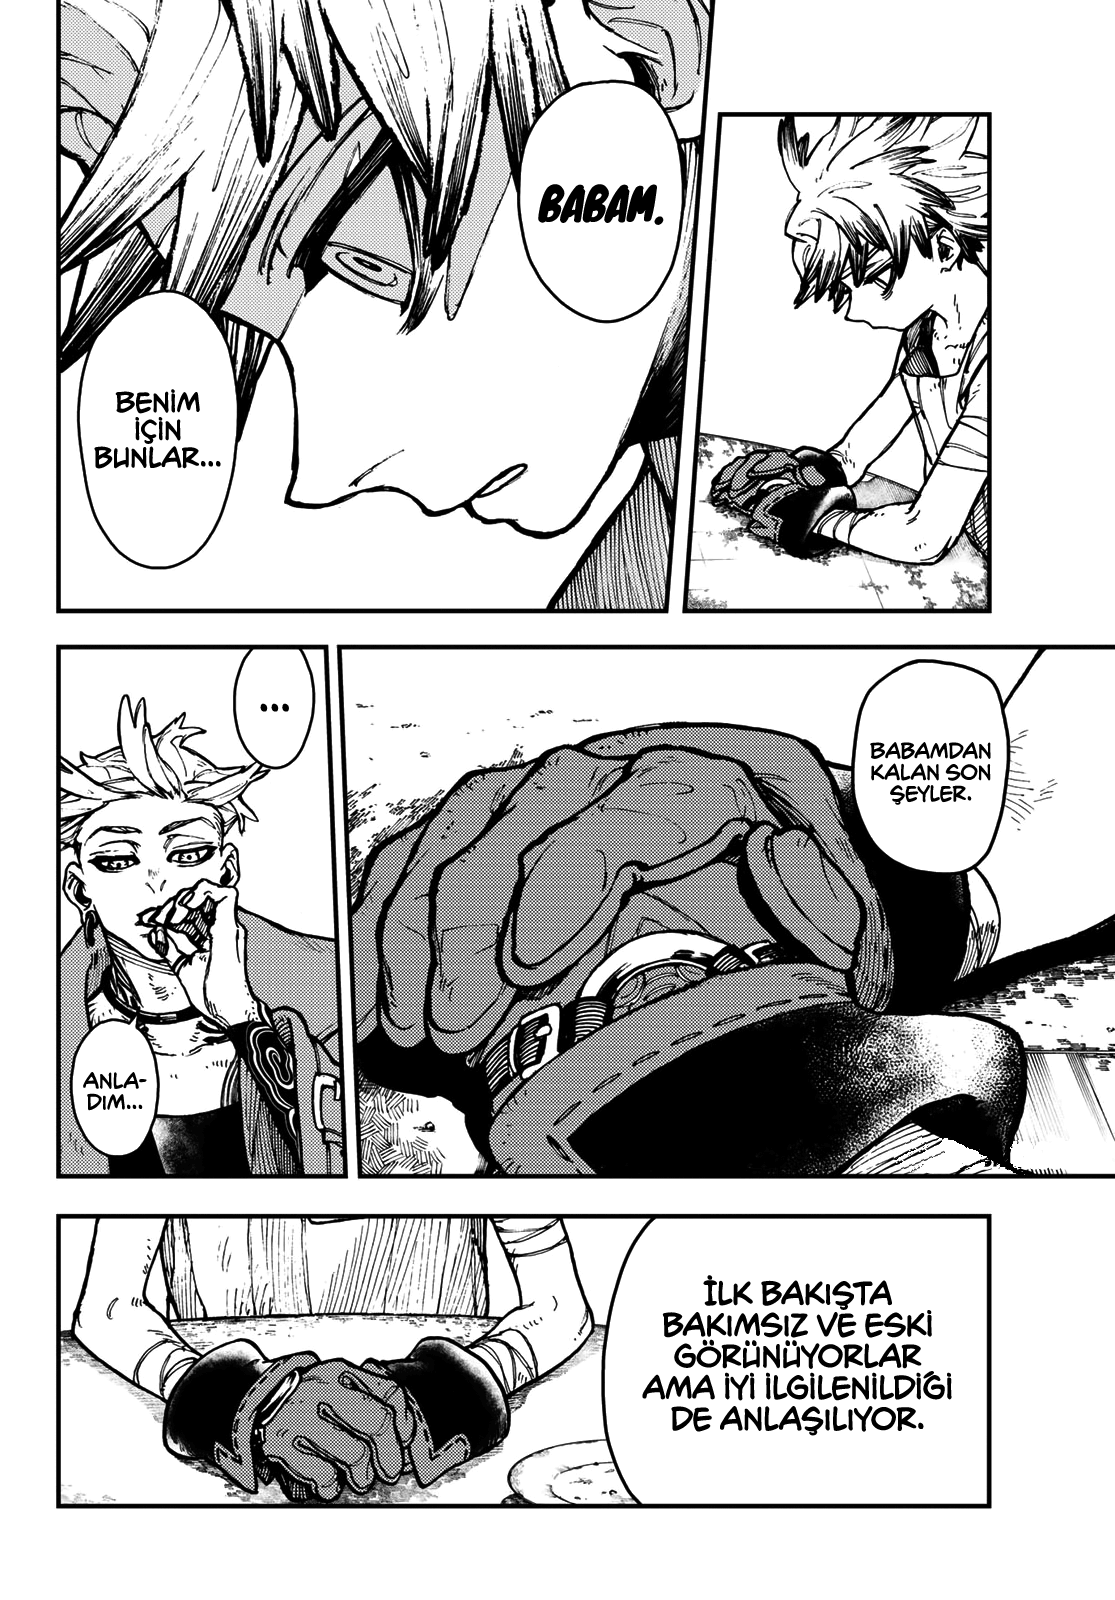 BABAM.
BENİM
İÇİN
BUNLAR...
BABAMDAN
KALAN SON
ŞEYLER.
...
ANLA-
DIM...
İLK BAKIŞTA
BAKIMSIZ VE ESKİ
GÖRÜNÜYORLAR
AMA İYİ İLGİLENİLDİĞİ
DE ANLAŞILIYOR.